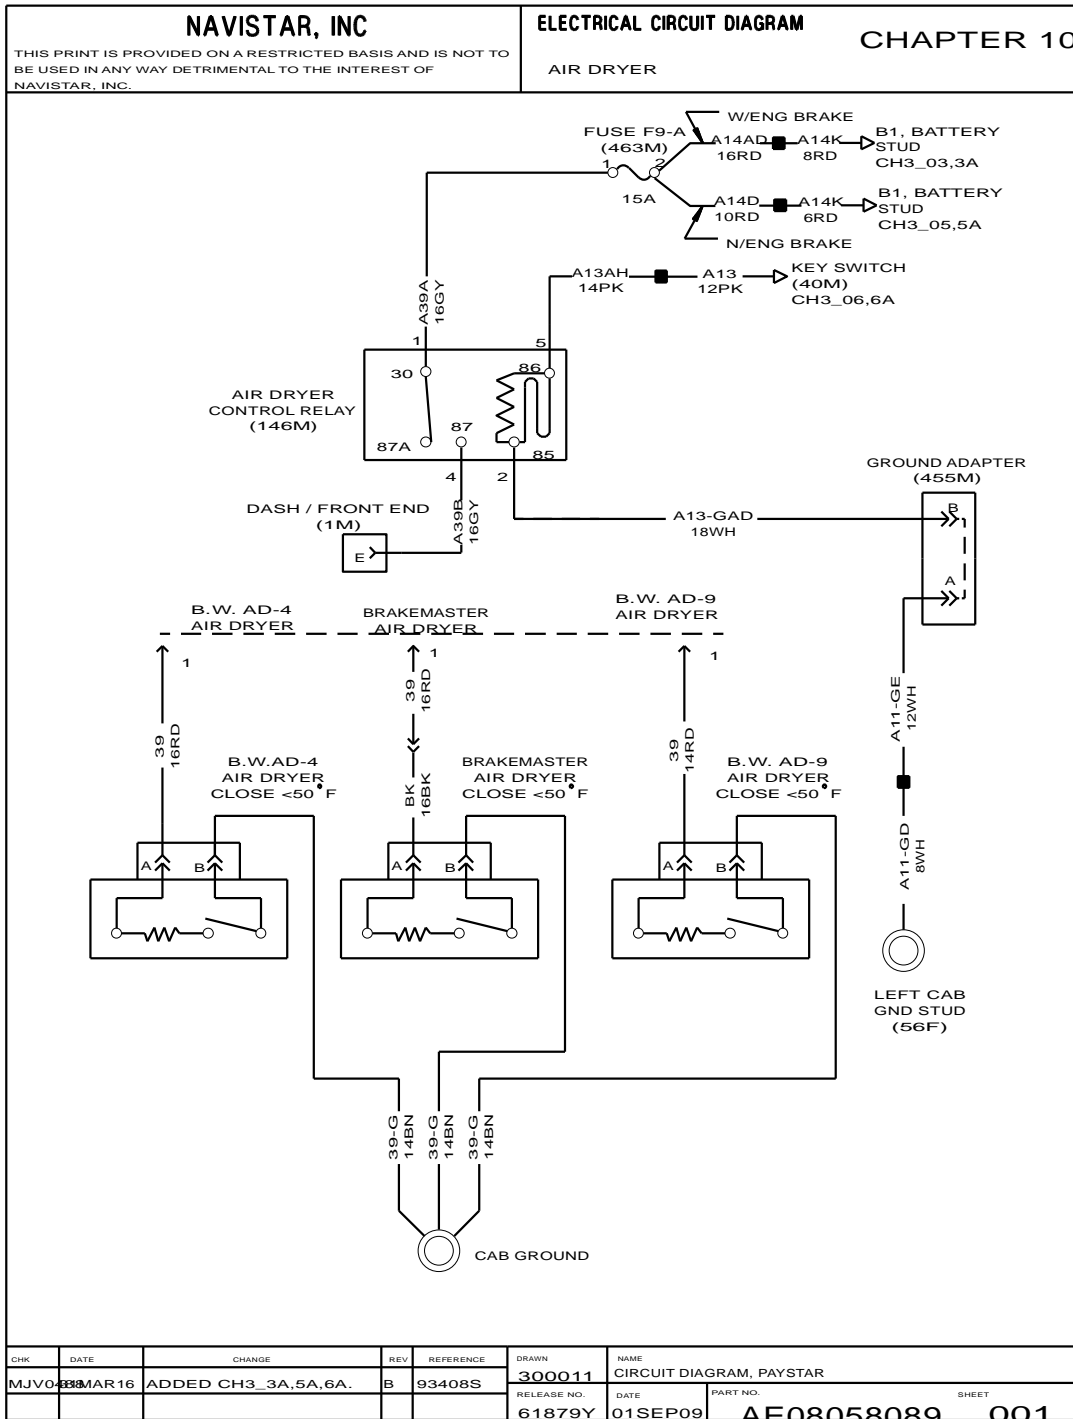 NAVISTAR, INC
THIS PRINT IS PROVIDED ON A RESTRICTED BASIS AND IS NOT TO
BE USED IN ANY WAY DETRIMENTAL TO THE INTEREST OF
NAVISTAR, INC.
ELECTRICAL CIRCUIT DIAGRAM
AIR DRYER
CHAPTER 10
W/ENG BRAKE
FUSE F9-A
(463M)
1
2
15A
A14AD
16RD
A14K
8RD
B1, BATTERY
STUD
CH3_03,3A
A14D
10RD
A14K
6RD
B1, BATTERY
STUD
CH3_05,5A
N/ENG BRAKE
A13AH
14PK
A13
12PK
KEY SWITCH
(40M)
CH3_06,6A
A39A
16GY
1
5
30
86
AIR DRYER
CONTROL RELAY
(146M)
87A
87
85
4
2
A39B
16GY
DASH / FRONT END
(1M)
E
A13-GAD
18WH
GROUND ADAPTER
(455M)
B
A
B.W. AD-4
AIR DRYER
BRAKEMASTER
AIR DRYER
B.W. AD-9
AIR DRYER
1
1
1
39
16RD
39
16RD
39
14RD
BK
16BK
A11-GE
12WH
B.W.AD-4
AIR DRYER
CLOSE <50°F
BRAKEMASTER
AIR DRYER
CLOSE <50°F
B.W. AD-9
AIR DRYER
CLOSE <50°F
A
B
A
B
A
B
A11-GD
8WH
LEFT CAB
GND STUD
(56F)
39-G
14BN
39-G
14BN
39-G
14BN
CAB GROUND
CHK
DATE
CHANGE
REV
REFERENCE
MAR16
ADDED CH3_3A,5A,6A.
B
93408S
DRAWN
300011
NAME
CIRCUIT DIAGRAM, PAYSTAR
RELEASE NO.
61879Y
DATE
01SEP09
PART NO.
AE08058089
SHEET
001